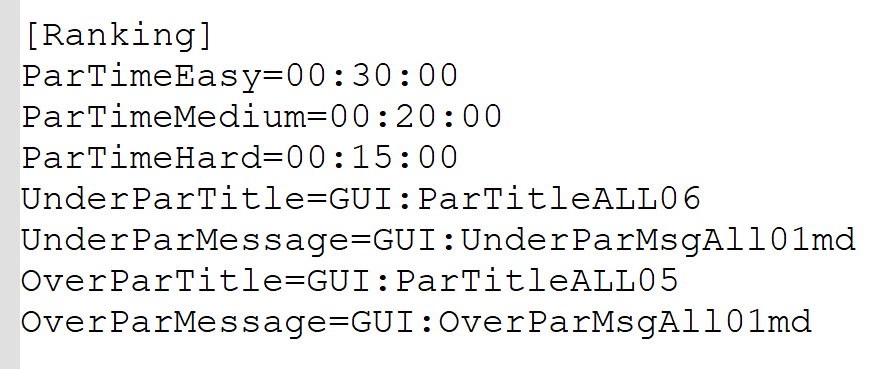 [Ranking]
ParTimeEasy=00:30:00
ParTimeMedium=00:20:00
ParTimeHard=00:15:00
UnderParTitle=GUI:ParTitleALL06
UnderParMessage=GUI:UnderParMsgAll01md
OverParTitle=GUI:ParTitleALL05
OverParMessage=GUI:OverParMsgAll01md